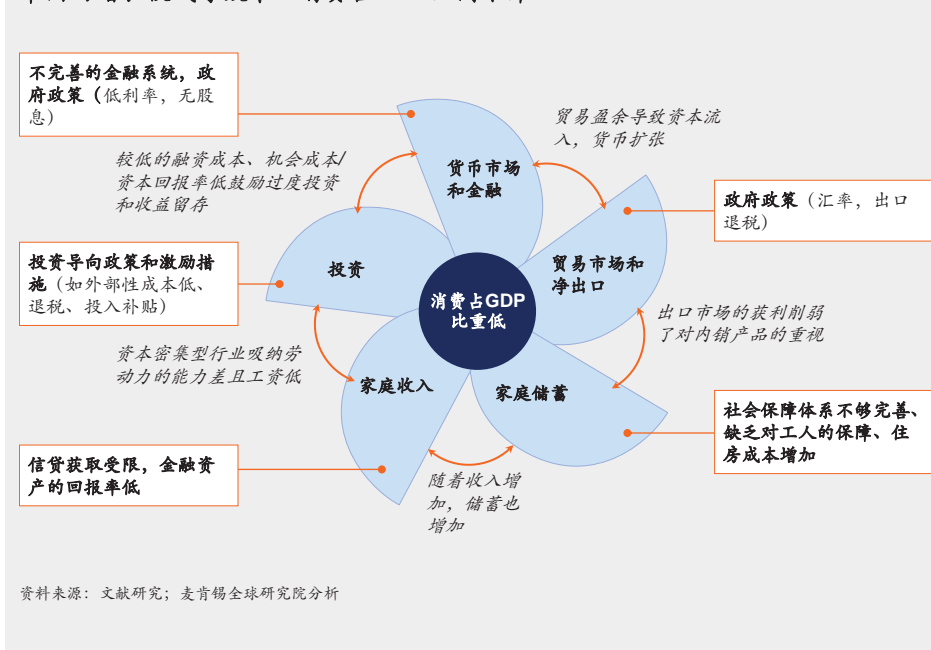 不完善的金融系统，政
府政策（低利率，无股
息）
贸易盈余导致资本流
入，货币扩张
较低的融资成本、机会成本/
资本回报率低鼓励过度投资
和收益留存
货币市场
和金融
政府政策（汇率，出口
退税）
投资导向政策和激励措
施（如外部性成本低、
退税、投入补贴）
投资
贸易市场和
净出口
消费占GDP
比重低
出口市场的获利削弱
了对内销产品的重视
资本密集型行业吸纳劳
动力的能力差且工资低
家庭收入
家庭储蓄
社会保障体系不够完善、
缺乏对工人的保障、住
房成本增加
信贷获取受限，金融资
产的回报率低
随着收入增
加，储蓄也
增加
资料来源：文献研究；麦肯锡全球研究院分析